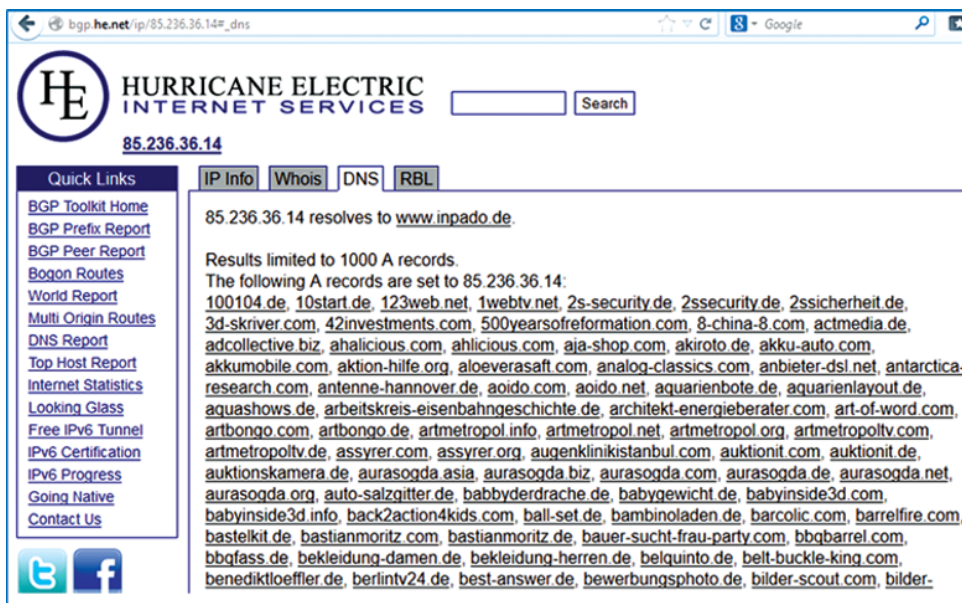 bgp.he.net/ip/85.236.36.14#_dns
Google
HE
HURRICANE ELECTRIC
INTERNET SERVICES
Search
85.236.36.14
Quick Links
BGP Toolkit Home
BGP Prefix Report
BGP Peer Report
Bogon Routes
World Report
Multi Origin Routes
DNS Report
Top Host Report
Internet Statistics
Looking Glass
Free IPv6 Tunnel
IPv6 Certification
IPv6 Progress
Going Native
Contact Us
IP Info Whois DNS RBL
85.236.36.14 resolves to www.inpado.de.
Results limited to 1000 A records.
The following A records are set to 85.236.36.14:
100104.de, 10start.de, 123web.net, 1webtv.net, 2s-security.de, 2ssecurity.de, 2ssicherheit.de,
3d-skriver.com, 42investments.com, 500yearsofreformation.com, 8-china-8.com, actmedia.de,
adcollective.biz, ahalicious.com, ahlicious.com, aja-shop.com, akiroto.de, akku-auto.com,
akkumobile.com, aktion-hilfe.org, aloeverasaft.com, analog-classics.com, anbieter-dsl.net, antarctica-
research.com, antenne-hannover.de, aoido.com, aoido.net, aquarienbote.de, aquarienlayout.de,
aquashows.de, arbeitskreis-eisenbahngeschichte.de, architekt-energieberater.com, art-of-word.com,
artbongo.com, artbongo.de, artmetropol.info, artmetropol.net, artmetropol.org, artmetropoltv.com,
artmetropoltv.de, assyrer.com, assyrer.org, augenklinikistanbul.com, auktionit.com, auktionit.de,
auktionskamera.de, aurasogda.asia, aurasogda.biz, aurasogda.com, aurasogda.de, aurasogda.net,
aurasogda.org, auto-salzgitter.de, babbyderdrache.de, babygewicht.de, babyinside3d.com,
babyinside3d.info, back2action4kids.com, ball-set.de, bambinoladen.de, barcolic.com, barrelfire.com,
bastelkit.de, bastianmoritz.com, bastianmoritz.de, bauer-sucht-frau-party.com, bbqbarrel.com,
bbqfass.de, bekleidung-damen.de, bekleidung-herren.de, belquinto.de, belt-buckle-king.com,
benediktloeffler.de, berlintv24.de, best-answer.de, bewerbungsphoto.de, bilder-scout.com, bilder-